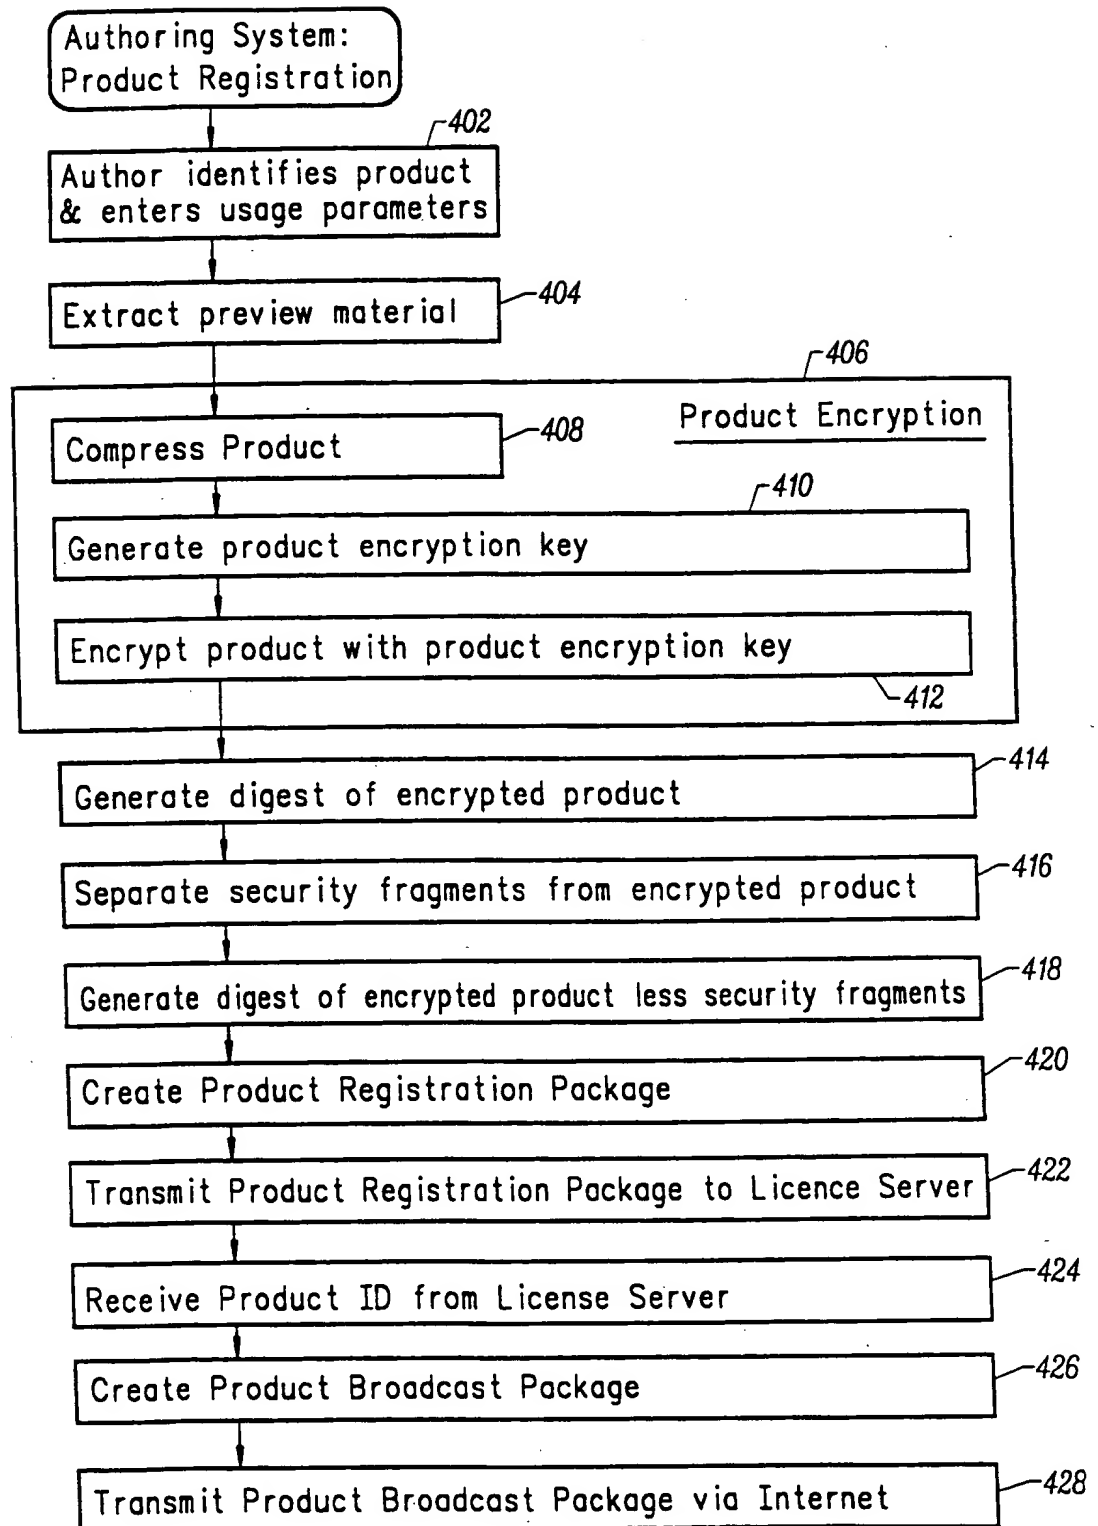 Authoring System:
Product Registration
402
Author identifies product
& enters usage parameters
404
Extract preview material
406
Product Encryption
408
Compress Product
410
Generate product encryption key
Encrypt product with product encryption key
412
414
Generate digest of encrypted product
416
Separate security fragments from encrypted product
418
Generate digest of encrypted product less security fragments
420
Create Product Registration Package
422
Transmit Product Registration Package to Licence Server
424
Receive Product ID from License Server
426
Create Product Broadcast Package
428
Transmit Product Broadcast Package via Internet